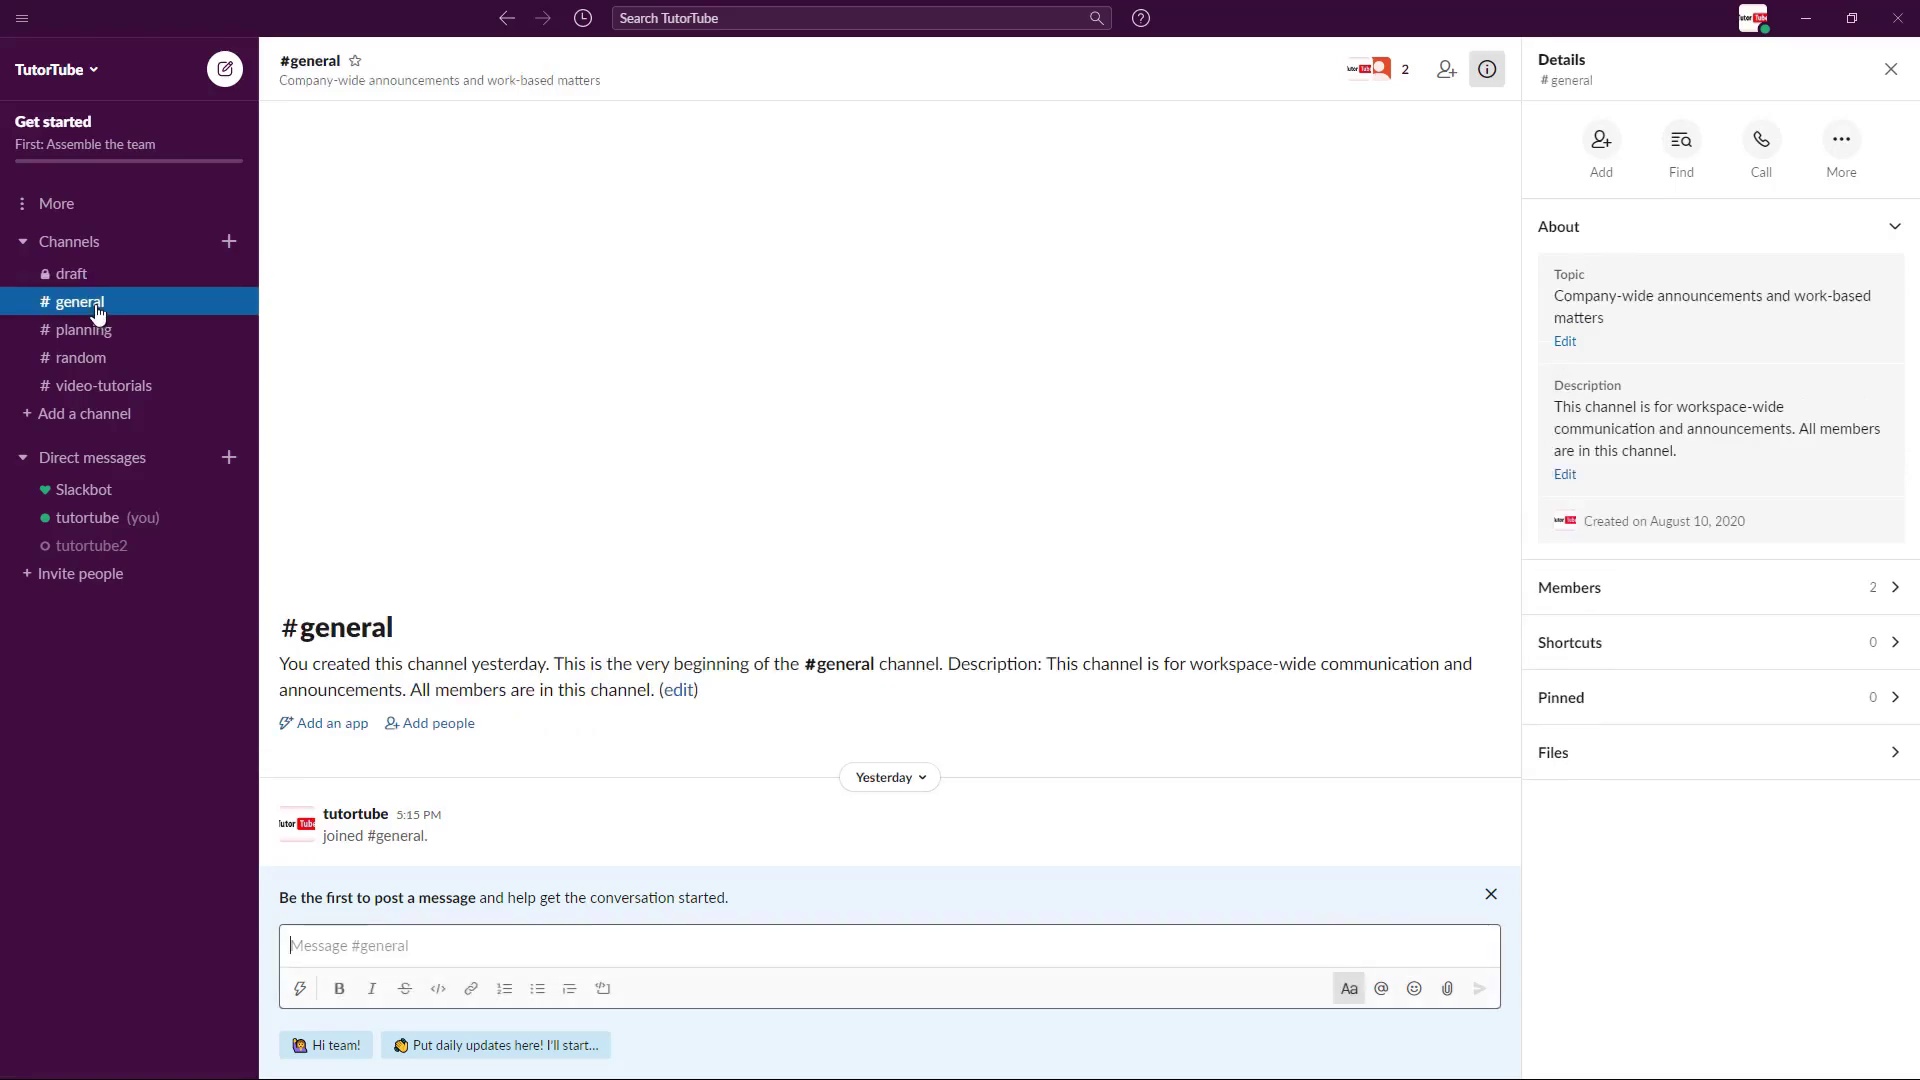 Search TutorTube
TutorTube
Get started
First: Assemble the team
More
Channels
draft
# general
# planning
# random
# video-tutorials
+ Add a channel
Direct messages
Slackbot
tutortube (you)
tutortube2
+ Invite people
#general
Company-wide announcements and work-based matters
2
#general
You created this channel yesterday. This is the very beginning of the #general channel. Description: This channel is for workspace-wide communication and
announcements. All members are in this channel. (edit)
Add an app Add people
Yesterday
Tutor Tube
tutortube 5:15 PM
joined #general.
Be the first to post a message and help get the conversation started.
Message #general
B I S </> Aa @
Hi team! Put daily updates here! I'll start...
Details
# general
Add Find Call More
About
Topic
Company-wide announcements and work-based
matters
Edit
Description
This channel is for workspace-wide
communication and announcements. All members
are in this channel.
Edit
Created on August 10, 2020
Members 2
Shortcuts 0
Pinned 0
Files